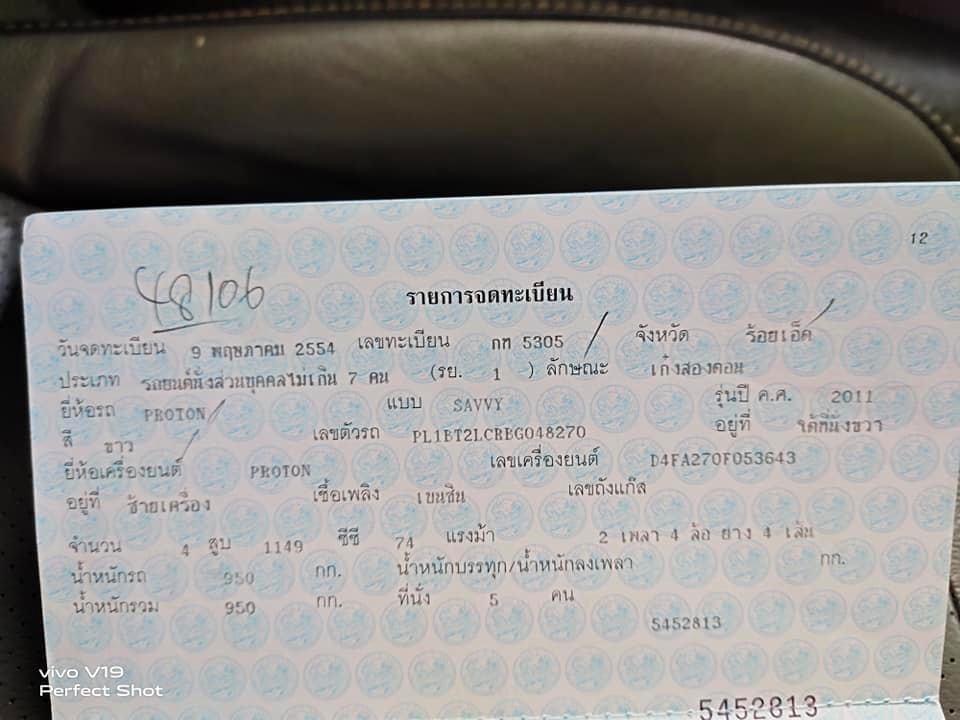 12
48106
รายการจดทะเบียน
วันจดทะเบียน 9 พฤษภาคม 2554 เลขทะเบียน กท 5305 จังหวัด ร้อยเอ็ด
ประเภท รถยนต์นั่งส่วนบุคคลไม่เกิน 7 คน (รย. 1 ) ลักษณะ เก๋งสองตอน
ยี่ห้อรถ PROTON แบบ SAVVY รุ่นปี ค.ศ. 2011
สี ขาว เลขตัวรถ PL1BT2LCRBG048270 อยู่ที่ ใต้ที่นั่งขวา
ยี่ห้อเครื่องยนต์ PROTON เลขเครื่องยนต์ D4FA270F053643
อยู่ที่ ซ้ายเครื่อง เชื้อเพลิง เบนซิน เลขถังแก๊ส
จำนวน 4 สูบ 1149 ซีซี 74 แรงม้า 2 เพลา 4 ล้อ ยาง 4 เส้น
น้ำหนักรถ 950 กก. น้ำหนักบรรทุก/น้ำหนักลงเพลา กก.
น้ำหนักรวม 950 กก. ที่นั่ง 5 คน
5452813
5452813
vivo V19
Perfect Shot